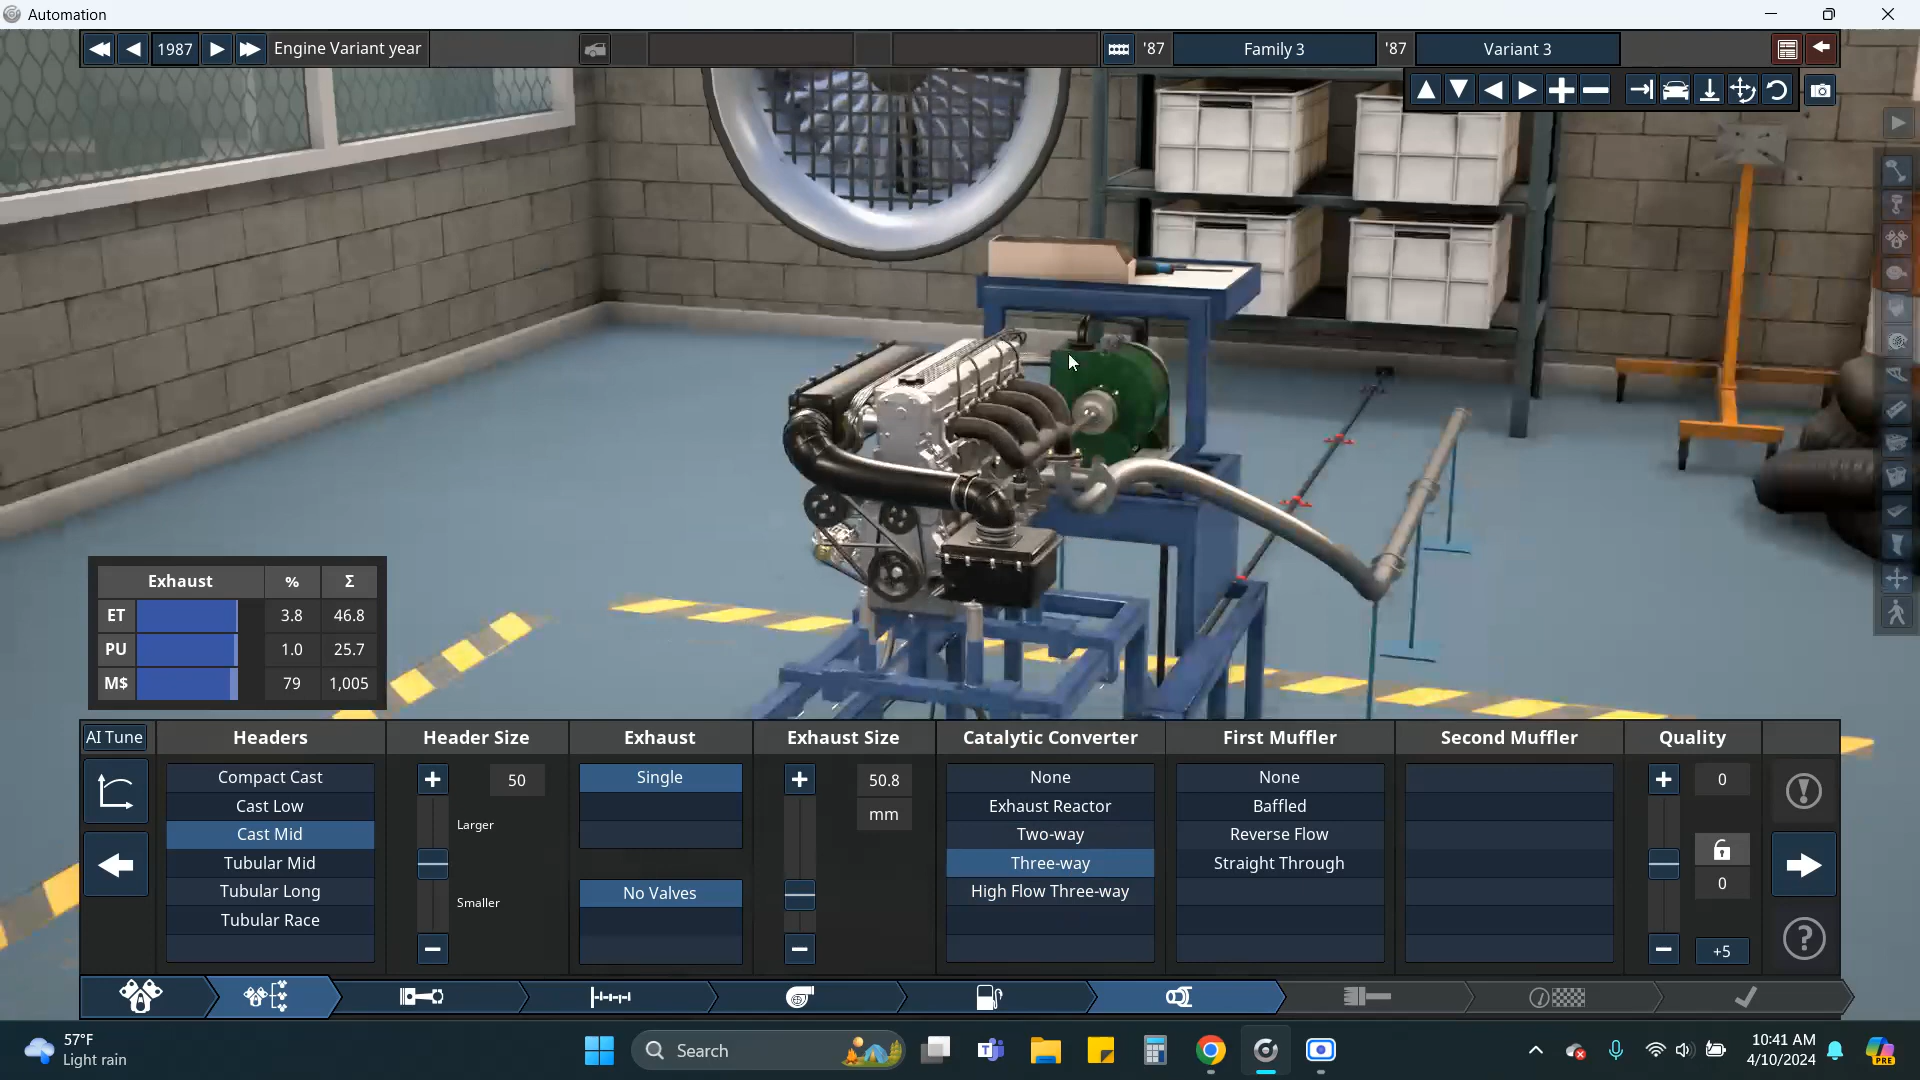 Automation
1987 Engine Variant year '87 Family 3 '87 Variant 3
Exhaust % Σ
ET 3.8 46.8
PU 1.0 25.7
M$ 79 1,005
AI Tune
Headers
Compact Cast
Cast Low
Cast Mid
Tubular Mid
Tubular Long
Tubular Race
Header Size
50
Larger
Smaller
Exhaust
Single
No Valves
Exhaust Size
50.8
mm
Catalytic Converter
None
Exhaust Reactor
Two-way
Three-way
High Flow Three-way
First Muffler
None
Baffled
Reverse Flow
Straight Through
Second Muffler
Quality
0
0
+5
57°F
Light rain
Search
PRE
10:41 AM
4/10/2024